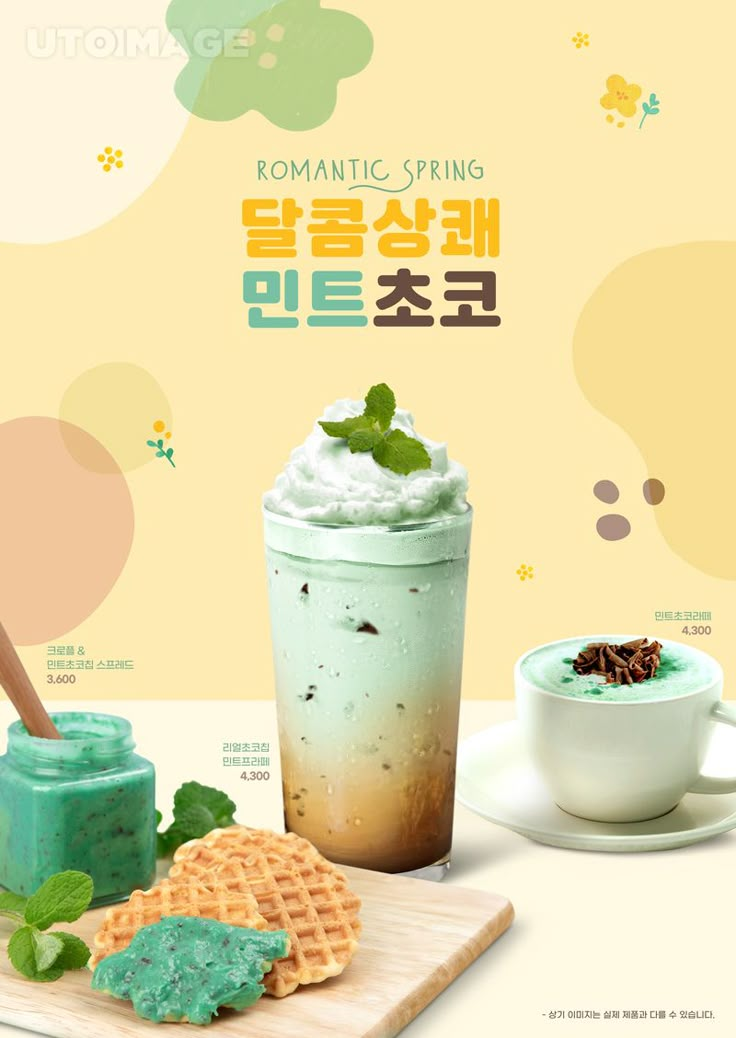 UTOIMAGE
ROMANTIC SPRING
달콤상쾌
민트초코
크로플 &
민트초코칩 스프레드
3,600
리얼초코칩
민트프라페
4,300
민트초코라떼
4,300
- 상기 이미지는 실제 제품과 다를 수 있습니다.